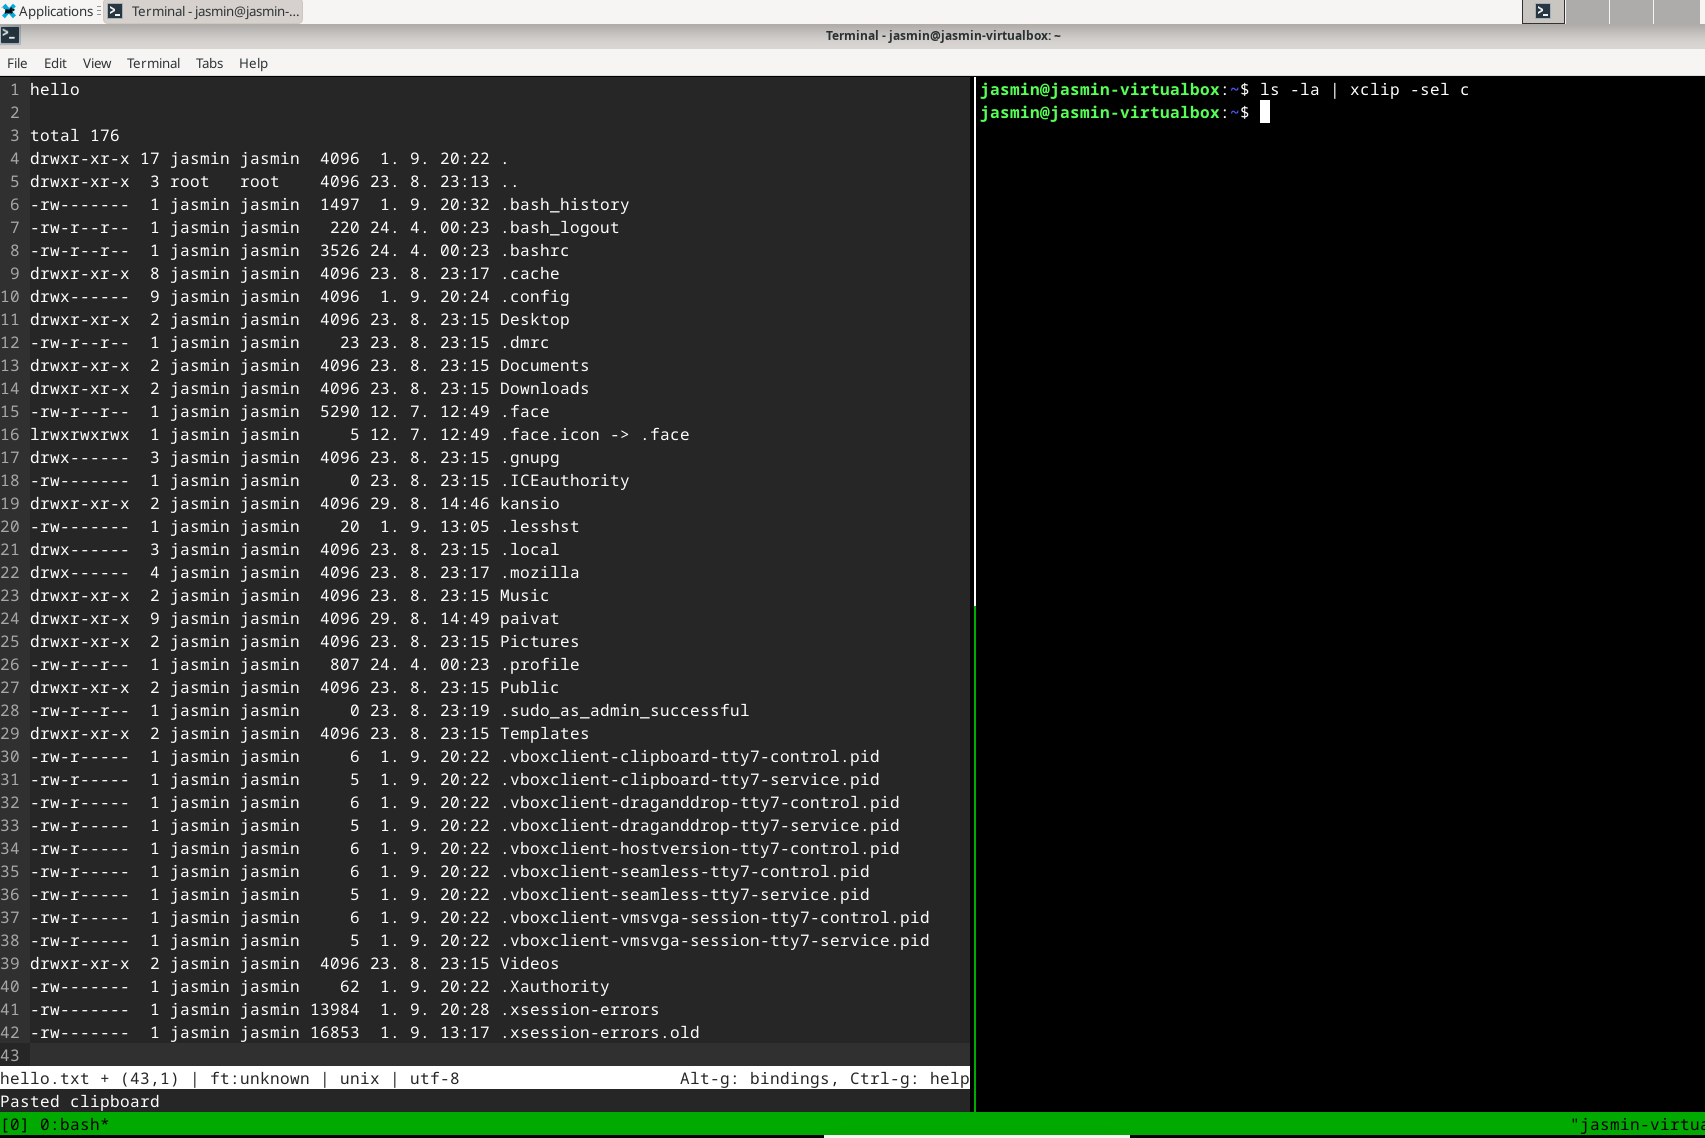 Applications Terminal - jasmin@jasmin-...
Terminal - jasmin@jasmin-virtualbox: ~
File Edit View Terminal Tabs Help
1 hello
2
3 total 176
4 drwxr-xr-x 17 jasmin jasmin  4096  1. 9. 20:22 .
5 drwxr-xr-x  3 root   root    4096 23. 8. 23:13 ..
6 -rw-------  1 jasmin jasmin  1497  1. 9. 20:32 .bash_history
7 -rw-r--r--  1 jasmin jasmin   220 24. 4. 00:23 .bash_logout
8 -rw-r--r--  1 jasmin jasmin  3526 24. 4. 00:23 .bashrc
9 drwxr-xr-x  8 jasmin jasmin  4096 23. 8. 23:17 .cache
10 drwx------  9 jasmin jasmin  4096  1. 9. 20:24 .config
11 drwxr-xr-x  2 jasmin jasmin  4096 23. 8. 23:15 Desktop
12 -rw-r--r--  1 jasmin jasmin    23 23. 8. 23:15 .dmrc
13 drwxr-xr-x  2 jasmin jasmin  4096 23. 8. 23:15 Documents
14 drwxr-xr-x  2 jasmin jasmin  4096 23. 8. 23:15 Downloads
15 -rw-r--r--  1 jasmin jasmin  5290 12. 7. 12:49 .face
16 lrwxrwxrwx  1 jasmin jasmin     5 12. 7. 12:49 .face.icon -> .face
17 drwx------  3 jasmin jasmin  4096 23. 8. 23:15 .gnupg
18 -rw-------  1 jasmin jasmin     0 23. 8. 23:15 .ICEauthority
19 drwxr-xr-x  2 jasmin jasmin  4096 29. 8. 14:46 kansio
20 -rw-------  1 jasmin jasmin    20  1. 9. 13:05 .lesshst
21 drwx------  3 jasmin jasmin  4096 23. 8. 23:15 .local
22 drwx------  4 jasmin jasmin  4096 23. 8. 23:17 .mozilla
23 drwxr-xr-x  2 jasmin jasmin  4096 23. 8. 23:15 Music
24 drwxr-xr-x  9 jasmin jasmin  4096 29. 8. 14:49 paivat
25 drwxr-xr-x  2 jasmin jasmin  4096 23. 8. 23:15 Pictures
26 -rw-r--r--  1 jasmin jasmin   807 24. 4. 00:23 .profile
27 drwxr-xr-x  2 jasmin jasmin  4096 23. 8. 23:15 Public
28 -rw-r--r--  1 jasmin jasmin     0 23. 8. 23:19 .sudo_as_admin_successful
29 drwxr-xr-x  2 jasmin jasmin  4096 23. 8. 23:15 Templates
30 -rw-r-----  1 jasmin jasmin     6  1. 9. 20:22 .vboxclient-clipboard-tty7-control.pid
31 -rw-r-----  1 jasmin jasmin     5  1. 9. 20:22 .vboxclient-clipboard-tty7-service.pid
32 -rw-r-----  1 jasmin jasmin     6  1. 9. 20:22 .vboxclient-draganddrop-tty7-control.pid
33 -rw-r-----  1 jasmin jasmin     5  1. 9. 20:22 .vboxclient-draganddrop-tty7-service.pid
34 -rw-r-----  1 jasmin jasmin     6  1. 9. 20:22 .vboxclient-hostversion-tty7-control.pid
35 -rw-r-----  1 jasmin jasmin     6  1. 9. 20:22 .vboxclient-seamless-tty7-control.pid
36 -rw-r-----  1 jasmin jasmin     5  1. 9. 20:22 .vboxclient-seamless-tty7-service.pid
37 -rw-r-----  1 jasmin jasmin     6  1. 9. 20:22 .vboxclient-vmsvga-session-tty7-control.pid
38 -rw-r-----  1 jasmin jasmin     5  1. 9. 20:22 .vboxclient-vmsvga-session-tty7-service.pid
39 drwxr-xr-x  2 jasmin jasmin  4096 23. 8. 23:15 Videos
40 -rw-------  1 jasmin jasmin    62  1. 9. 20:22 .Xauthority
41 -rw-------  1 jasmin jasmin 13984  1. 9. 20:28 .xsession-errors
42 -rw-------  1 jasmin jasmin 16853  1. 9. 13:17 .xsession-errors.old
43
hello.txt + (43,1) | ft:unknown | unix | utf-8 Alt-g: bindings, Ctrl-g: help
Pasted clipboard
jasmin@jasmin-virtualbox:~$ ls -la | xclip -sel c
jasmin@jasmin-virtualbox:~$
[0] 0:bash* "jasmin-virtua